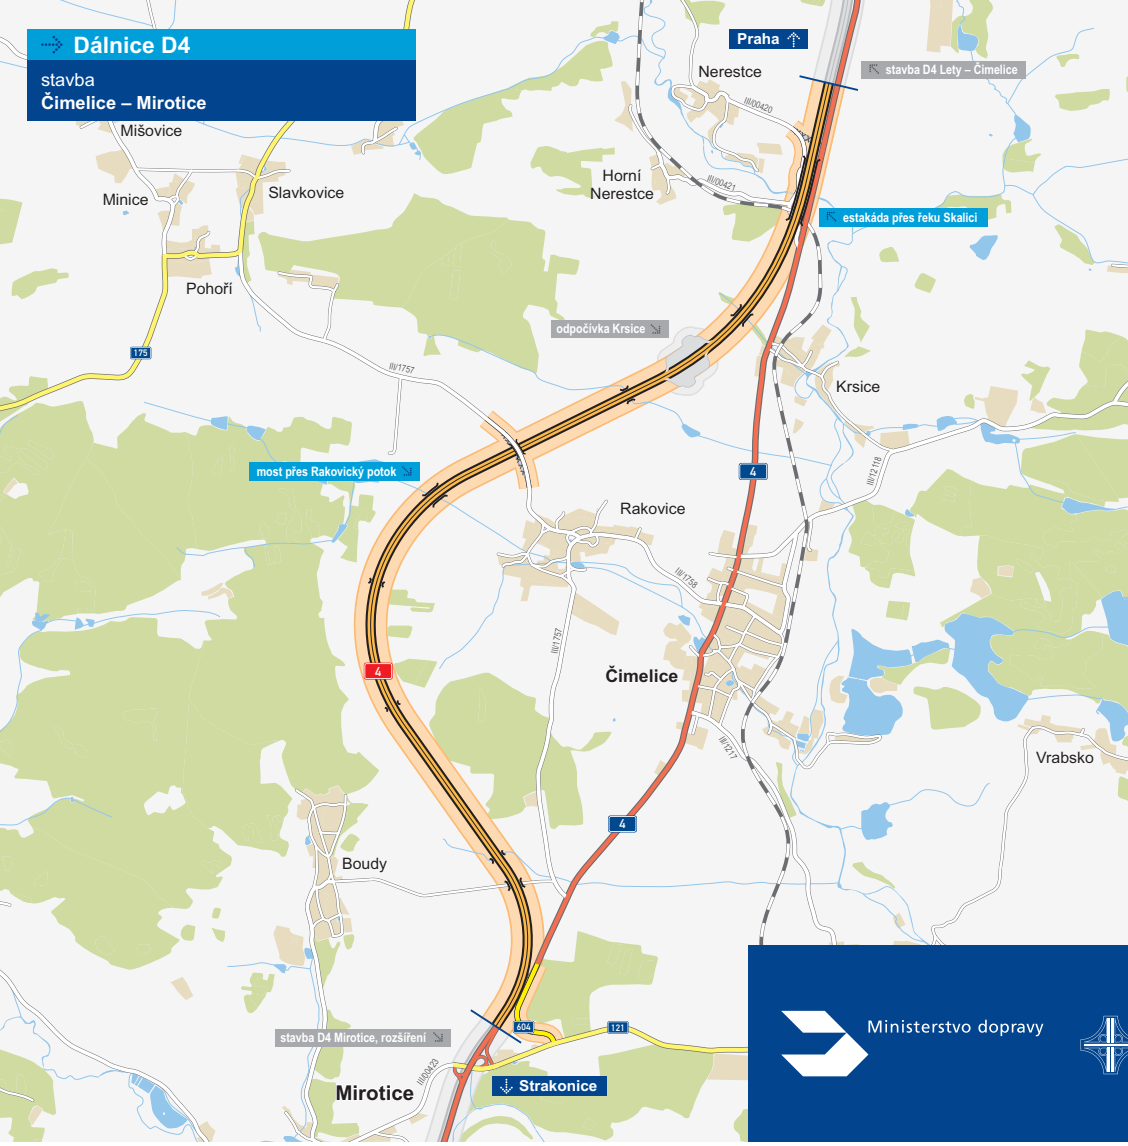 Dálnice D4
stavba
Čimelice – Mirotice
Praha
stavba D4 Lety – Čimelice
Nerestce
III/00420
Mišovice
Horní
Nerestce
III/00421
Minice
Slavkovice
estakáda přes řeku Skalici
Pohoří
odpočívka Krsice
175
III/1757
Krsice
most přes Rakovický potok
4
III/12118
Rakovice
III/1758
III/1757
4
Čimelice
III/1217
Vrabsko
4
Boudy
604
121
stavba D4 Mirotice, rozšíření
III/00423
Mirotice
Strakonice
Ministerstvo dopravy